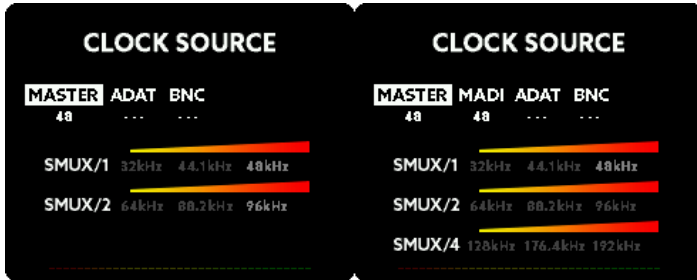 CLOCK SOURCE
MASTER ADAT BNC
48 --- ---
SMUX/1 32kHz 44.1kHz 48kHz
SMUX/2 64kHz 88.2kHz 96kHz
CLOCK SOURCE
MASTER MADI ADAT BNC
48 48 --- ---
SMUX/1 32kHz 44.1kHz 48kHz
SMUX/2 64kHz 88.2kHz 96kHz
SMUX/4 128kHz 176.4kHz 192kHz